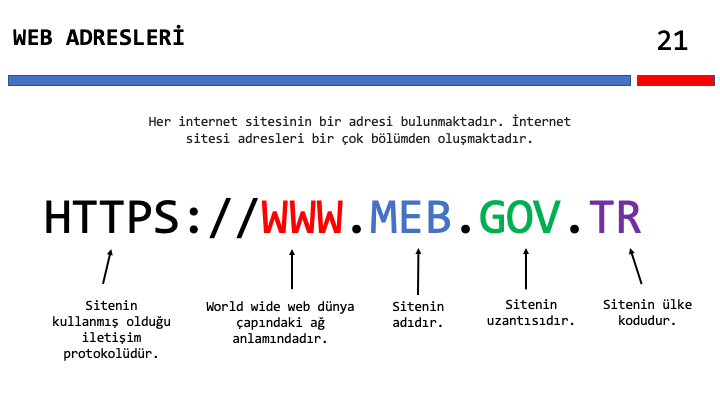 WEB ADRESLERİ
21
Her internet sitesinin bir adresi bulunmaktadır. İnternet
sitesi adresleri bir çok bölümden oluşmaktadır.
HTTPS://WWW.MEB.GOV.TR
Sitenin
kullanmış olduğu
iletişim
protokolüdür.
World wide web dünya
çapındaki ağ
anlamındadır.
Sitenin
adıdır.
Sitenin
uzantısıdır.
Sitenin ülke
kodudur.